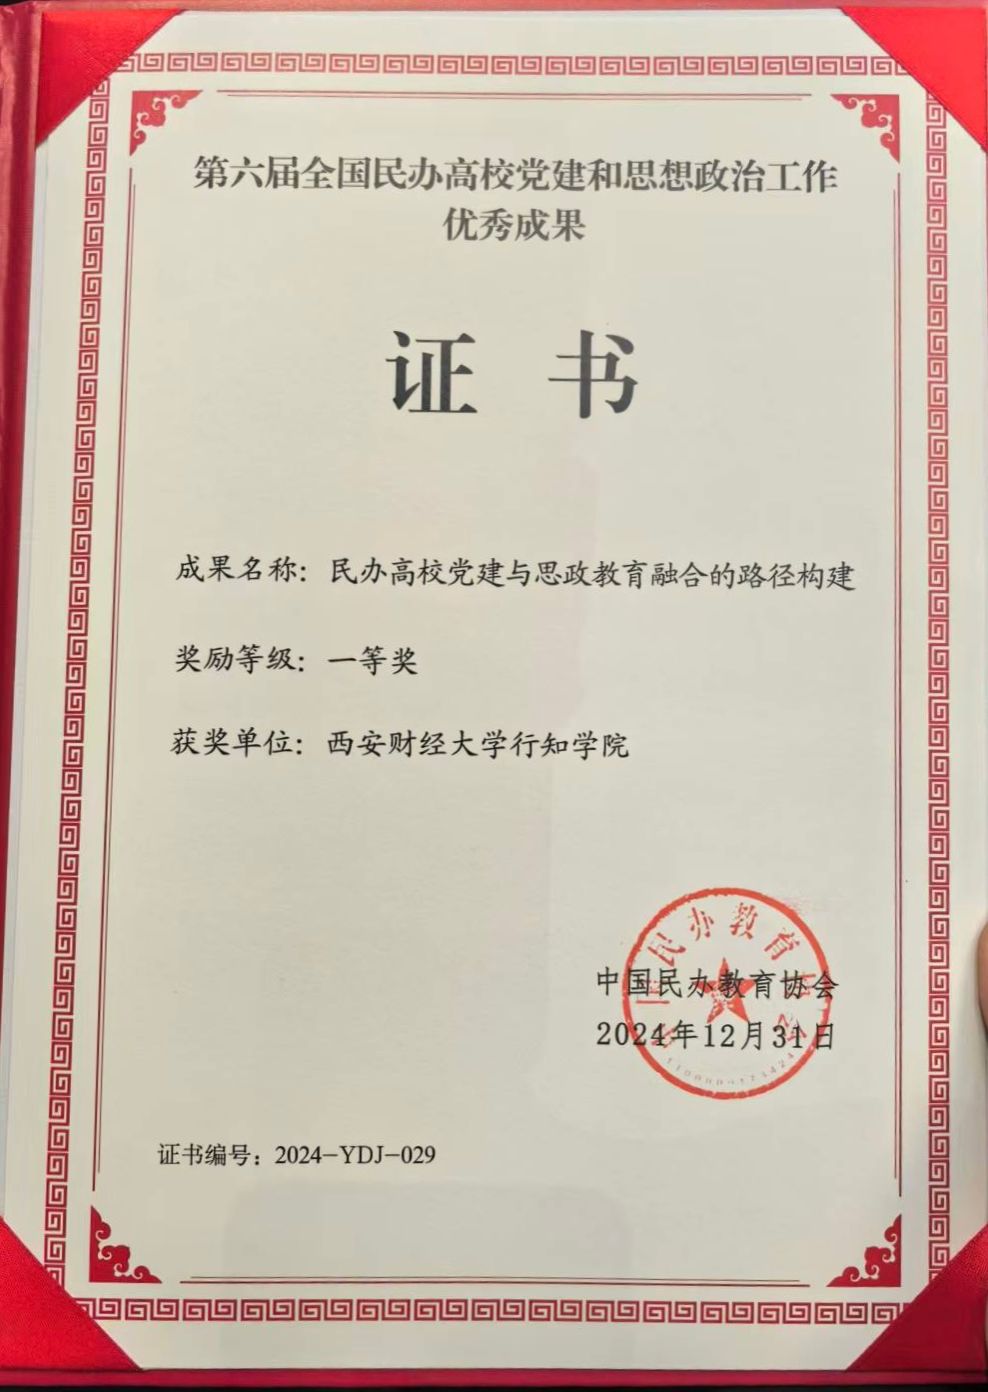 第六届全国民办高校党建和思想政治工作
优秀成果
证 书
成果名称：民办高校党建与思政教育融合的路径构建
奖励等级：一等奖
获奖单位：西安财经大学行知学院
中国民办教育协会
2024年12月31日
证书编号：2024-YDJ-029